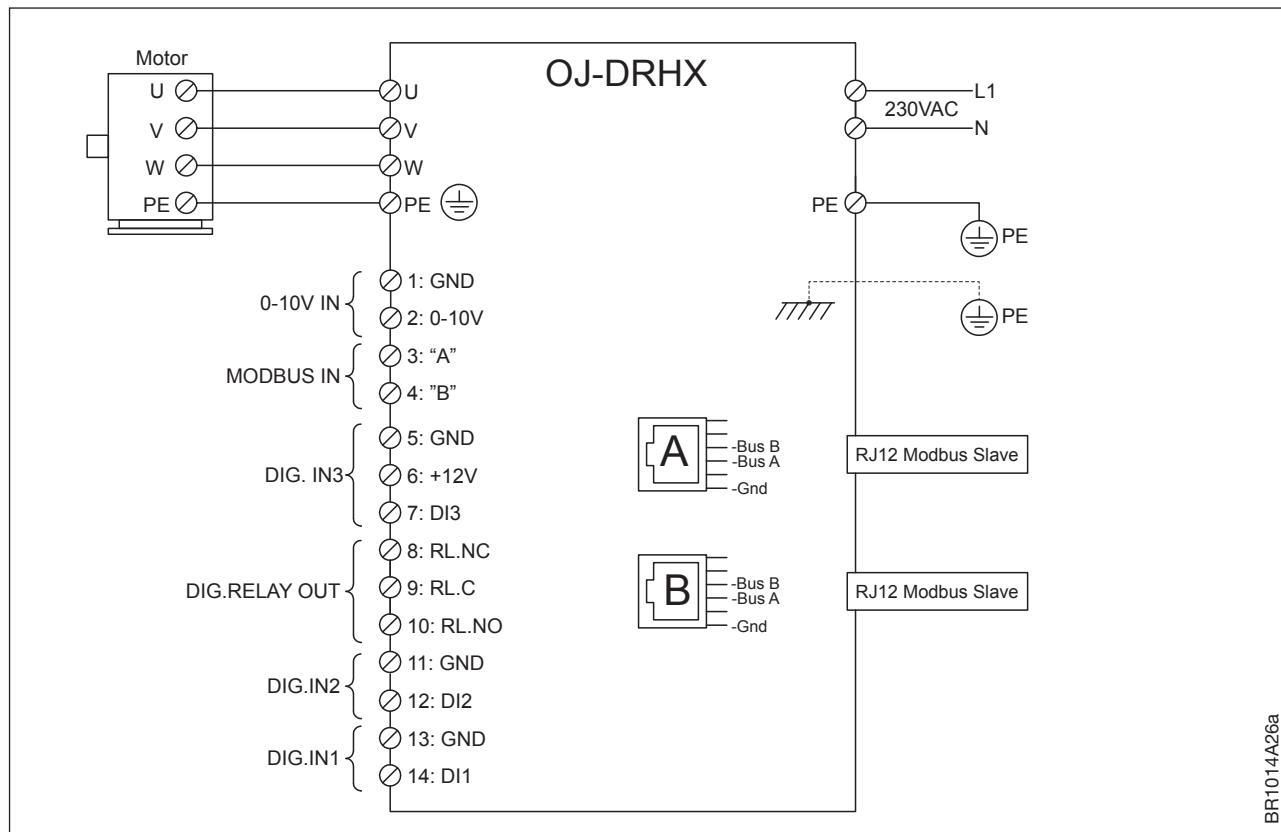 OJ-DRHX
Motor
U
V
W
PE
U
V
W
PE
L1
230VAC
N
PE
PE
PE
0-10V IN
1: GND
2: 0-10V
MODBUS IN
3: “A”
4: ”B”
DIG. IN3
5: GND
6: +12V
7: DI3
DIG.RELAY OUT
8: RL.NC
9: RL.C
10: RL.NO
DIG.IN2
11: GND
12: DI2
DIG.IN1
13: GND
14: DI1
A
-Bus B
-Bus A
-Gnd
RJ12 Modbus Slave
B
-Bus B
-Bus A
-Gnd
RJ12 Modbus Slave
BR1014A26a